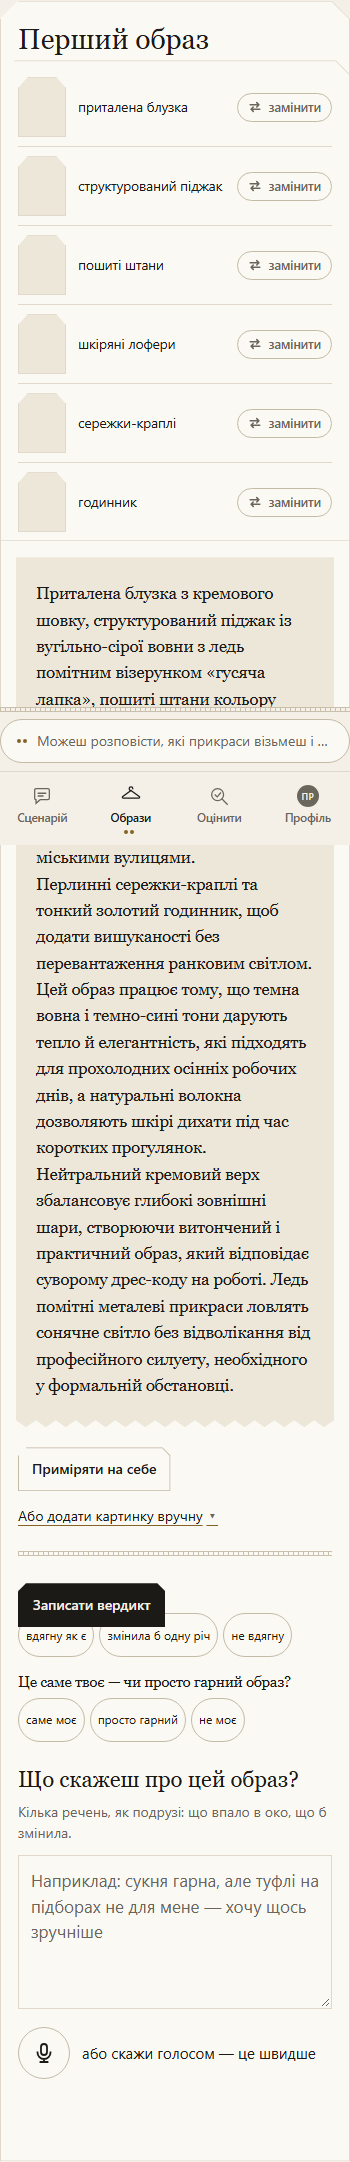 Перший образ
приталена блузка
замінити
структурований піджак
замінити
пошиті штани
замінити
шкіряні лофери
замінити
сережки-краплі
замінити
годинник
замінити
Приталена блузка з кремового
шовку, структурований піджак із
вугільно-сірої вовни з ледь
помітним візерунком «гусяча
лапка», пошиті штани кольору
Можеш розповісти, які прикраси візьмеш і ...
Сценарій
Образи
Оцінити
ПР
Профіль
міськими вулицями.
Перлинні сережки-краплі та
тонкий золотий годинник, щоб
додати вишуканості без
перевантаження ранковим світлом.
Цей образ працює тому, що темна
вовна і темно-сині тони дарують
тепло й елегантність, які підходять
для прохолодних осінніх робочих
днів, а натуральні волокна
дозволяють шкірі дихати під час
коротких прогулянок.
Нейтральний кремовий верх
збалансовує глибокі зовнішні
шари, створюючи витончений і
практичний образ, який відповідає
суворому дрес-коду на роботі. Ледь
помітні металеві прикраси ловлять
сонячне світло без відволікання від
професійного силуету, необхідного
у формальній обстановці.
Приміряти на себе
Або додати картинку вручну
Записати вердикт
вдягну як є
змінила б одну річ
не вдягну
Це саме твоє — чи просто гарний образ?
саме моє
просто гарний
не моє
Що скажеш про цей образ?
Кілька речень, як подрузі: що впало в око, що б
змінила.
Наприклад: сукня гарна, але туфлі на
підборах не для мене — хочу щось
зручніше
або скажи голосом — це швидше